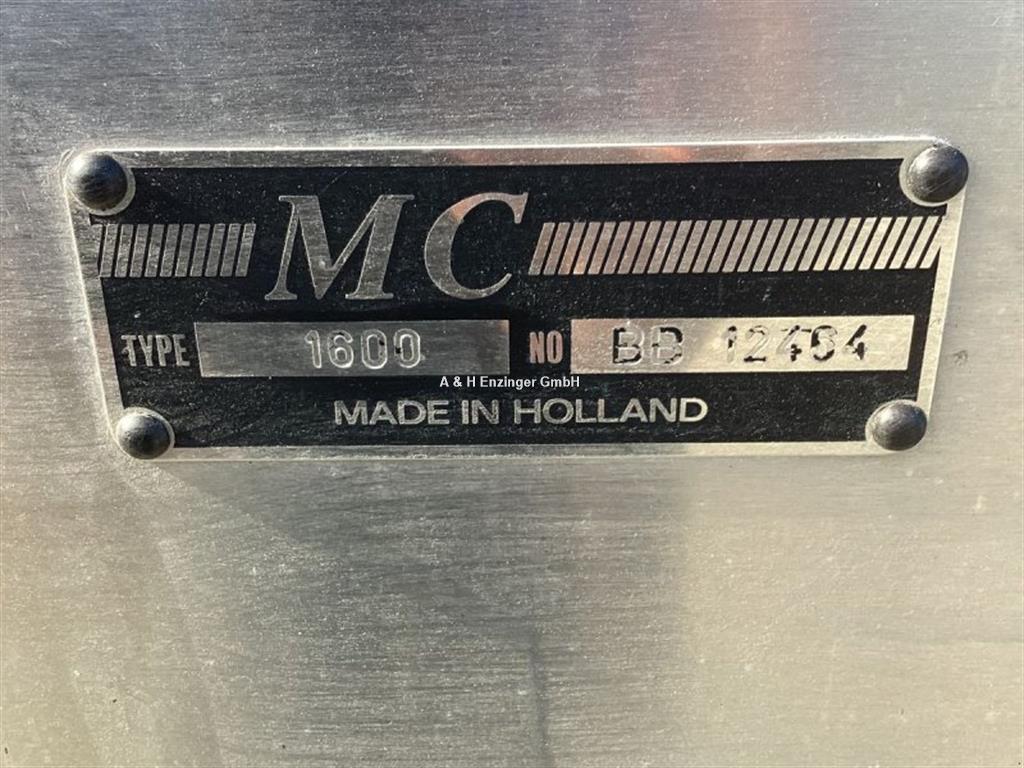 MC
TYPE 1600 NO BB 12464
A & H Enzinger GmbH
MADE IN HOLLAND